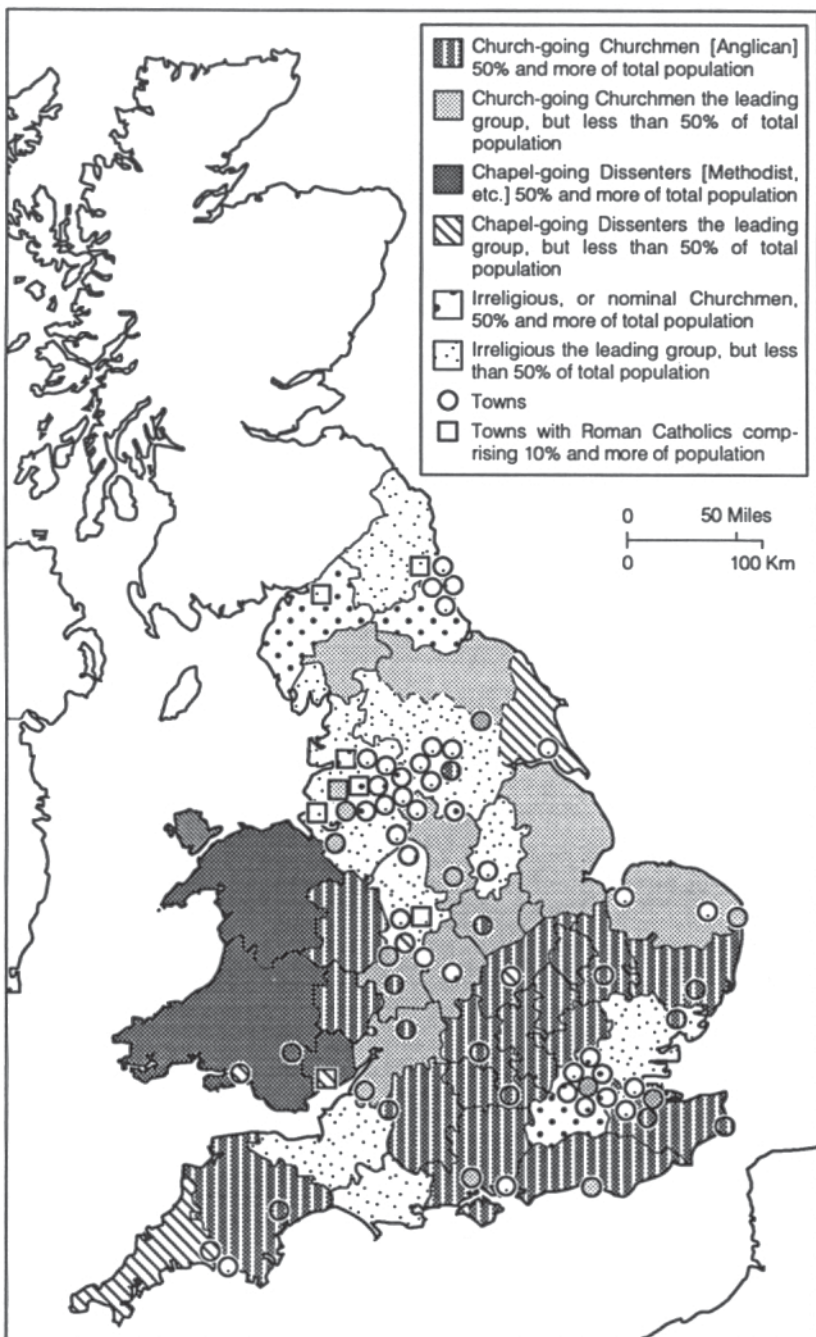 Church-going Churchmen [Anglican]
50% and more of total population
Church-going Churchmen the leading
group, but less than 50% of total
population
Chapel-going Dissenters [Methodist,
etc.] 50% and more of total population
Chapel-going Dissenters the leading
group, but less than 50% of total
population
Irreligious, or nominal Churchmen,
50% and more of total population
Irreligious the leading group, but less
than 50% of total population
Towns
Towns with Roman Catholics comp-
rising 10% and more of population
0 50 Miles
0 100 Km